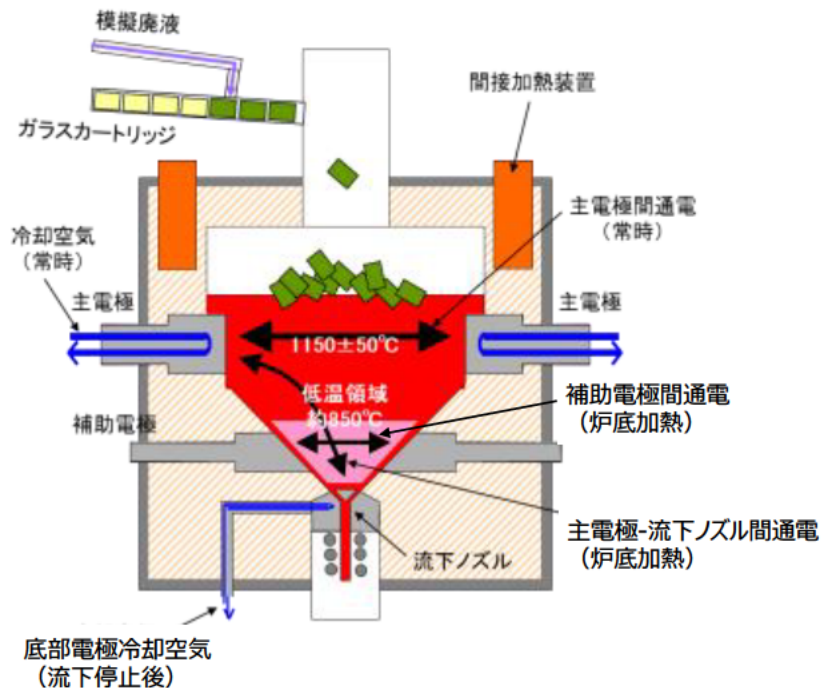 模擬廃液
ガラスカートリッジ
間接加熱装置
冷却空気
（常時）
主電極間通電
（常時）
主電極
主電極
1150±50℃
低温領域
約850℃
補助電極
補助電極間通電
（炉底加熱）
主電極-流下ノズル間通電
（炉底加熱）
流下ノズル
底部電極冷却空気
（流下停止後）